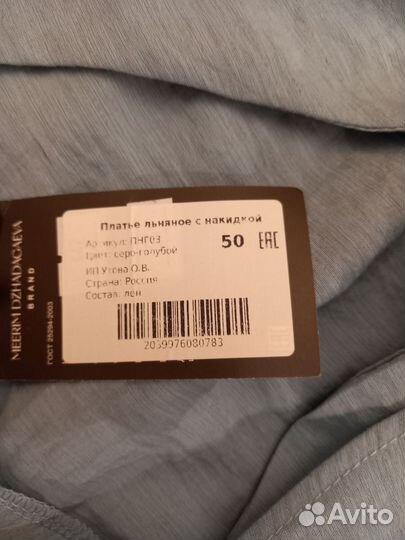 Платье льняное с накидкой
Артикул: ПНГ03
Цвет: серо-голубой
50 EAC
ИП Угона О.В.
Страна: Россия
Состав: лен
2039976080783
MEERIM DZHADAGAEVA
BRAND
ГОСТ 25294-2003
Avito